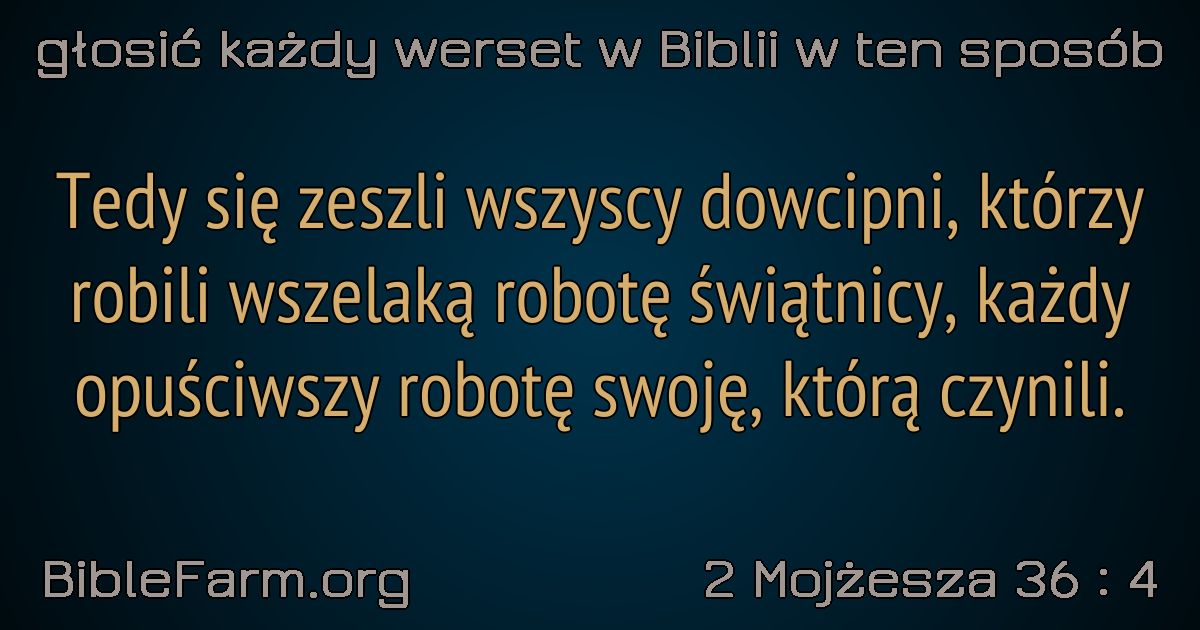 głosić każdy werset w Biblii w ten sposób
Tedy się zeszli wszyscy dowcipni, którzy
robili wszelaką robotę świątnicy, każdy
opuściwszy robotę swoję, którą czynili.
BibleFarm.org
2 Mojżesza 36 : 4